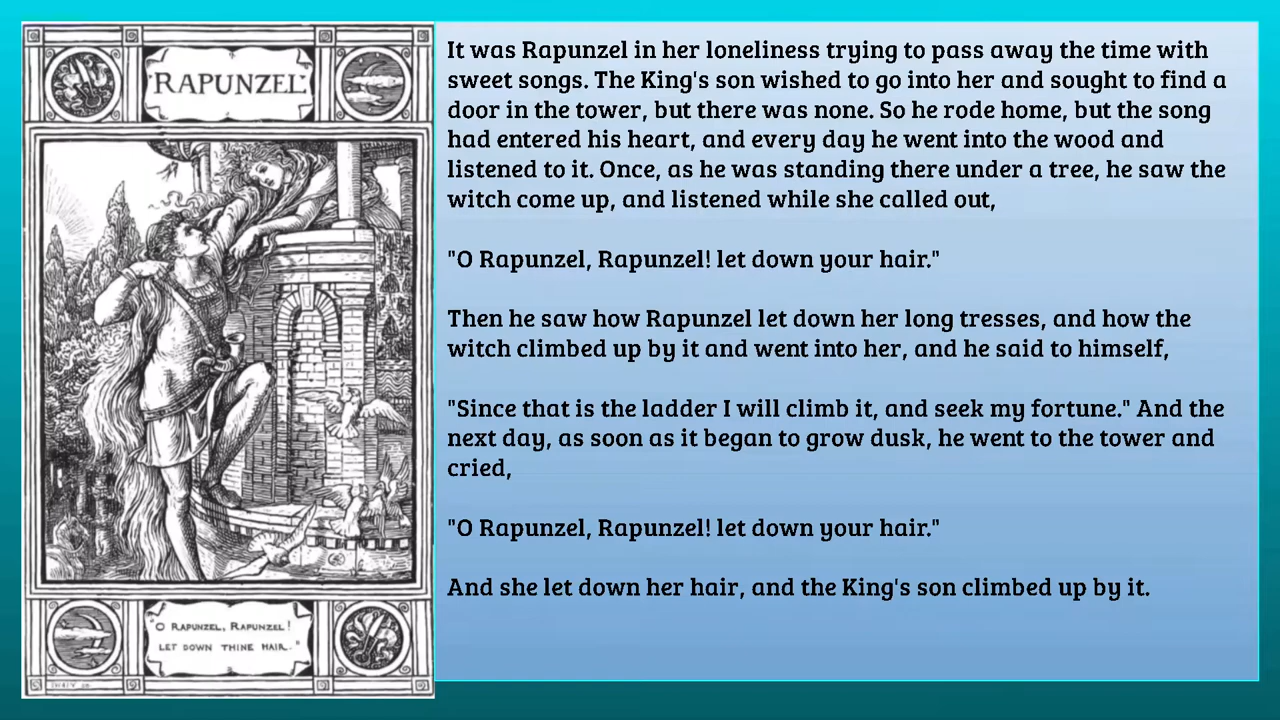 RAPUNZEL
"O RAPUNZEL, RAPUNZEL!
LET DOWN THINE HAIR."
It was Rapunzel in her loneliness trying to pass away the time with
sweet songs. The King's son wished to go into her and sought to find a
door in the tower, but there was none. So he rode home, but the song
had entered his heart, and every day he went into the wood and
listened to it. Once, as he was standing there under a tree, he saw the
witch come up, and listened while she called out,
"O Rapunzel, Rapunzel! let down your hair."
Then he saw how Rapunzel let down her long tresses, and how the
witch climbed up by it and went into her, and he said to himself,
"Since that is the ladder I will climb it, and seek my fortune." And the
next day, as soon as it began to grow dusk, he went to the tower and
cried,
"O Rapunzel, Rapunzel! let down your hair."
And she let down her hair, and the King's son climbed up by it.